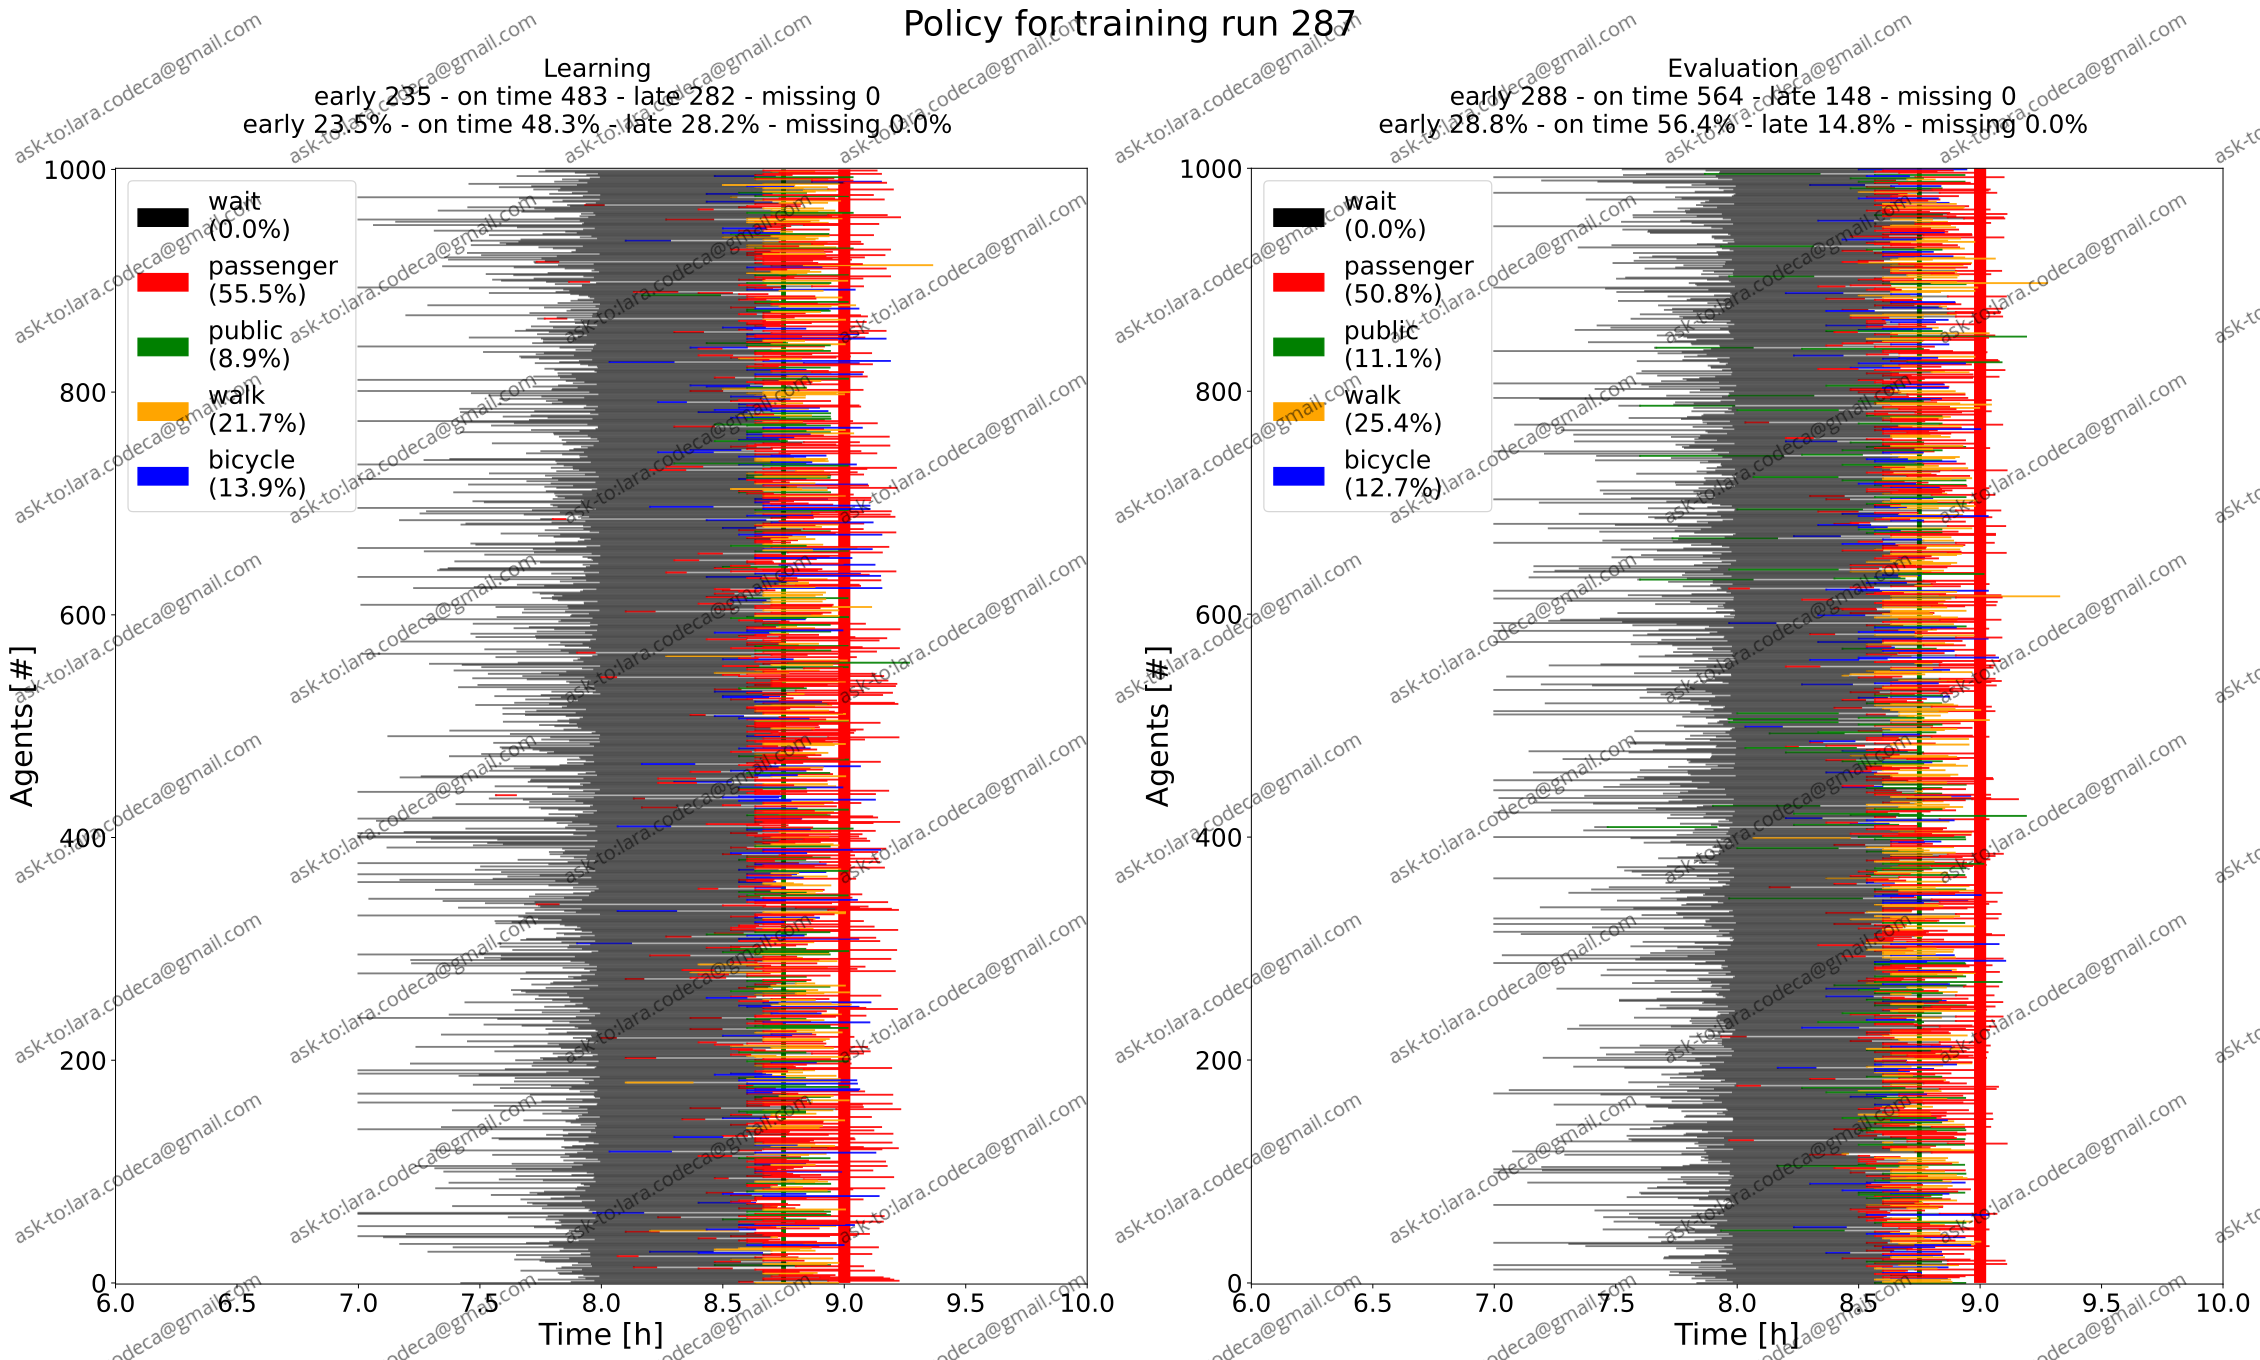 Policy for training run 287
Learning
early 235 - on time 483 - late 282 - missing 0
early 23.5% - on time 48.3% - late 28.2% - missing 0.0%
Agents [#]
1000
800
600
400
200
0
wait
(0.0%)
passenger
(55.5%)
public
(8.9%)
walk
(21.7%)
bicycle
(13.9%)
6.0 6.5 7.0 7.5 8.0 8.5 9.0 9.5 10.0
Time [h]
Evaluation
early 288 - on time 564 - late 148 - missing 0
early 28.8% - on time 56.4% - late 14.8% - missing 0.0%
Agents [#]
1000
800
600
400
200
0
wait
(0.0%)
passenger
(50.8%)
public
(11.1%)
walk
(25.4%)
bicycle
(12.7%)
6.0 6.5 7.0 7.5 8.0 8.5 9.0 9.5 10.0
Time [h]
ask-to:lara.codeca@gmail.com